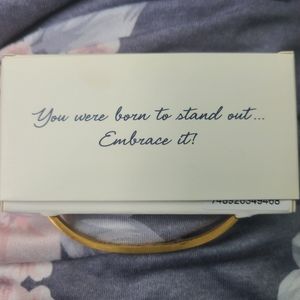 You were born to stand out...
Embrace it!